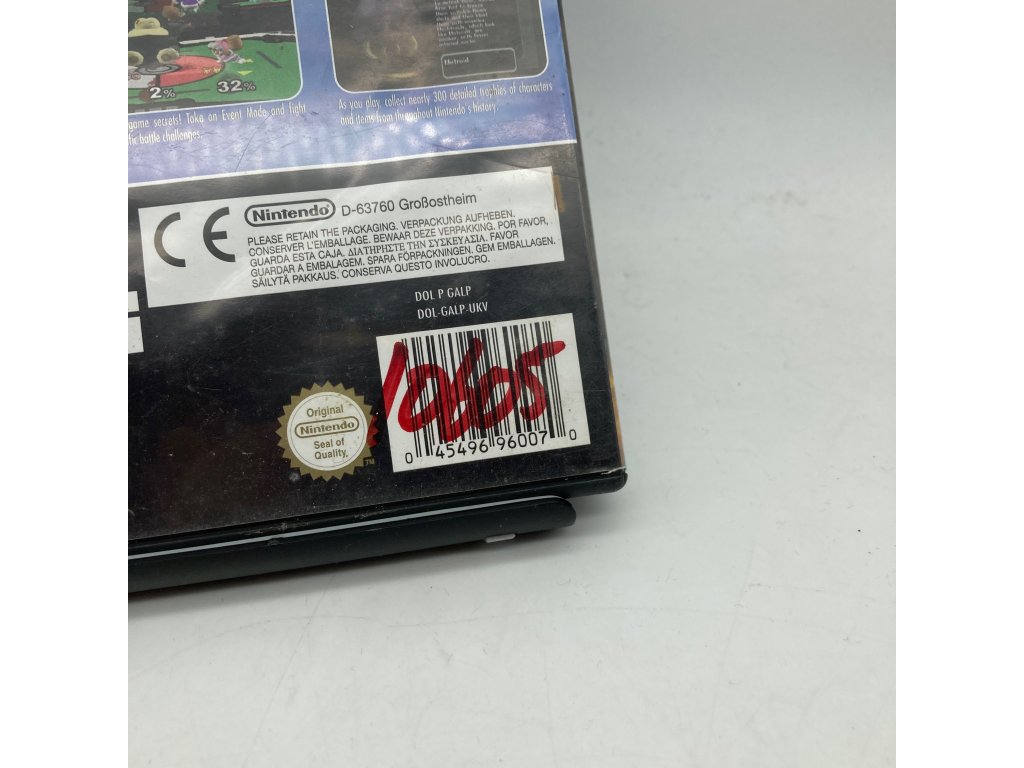 2% 32%
Metroid
game secrets! Take on Event Mode and fight
battle challenges.
As you play, collect nearly 300 detailed trophies of characters
and items from throughout Nintendo's history.
CE Nintendo D-63760 Großostheim
PLEASE RETAIN THE PACKAGING. VERPACKUNG AUFHEBEN.
CONSERVER L'EMBALLAGE. BEWAAR DEZE VERPAKKING. POR FAVOR,
GUARDA ESTA CAJA. ΔΙΑΤΗΡΗΣΤΕ ΤΗΝ ΣΥΣΚΕΥΑΣΙΑ. FAVOR
GUARDAR A EMBALAGEM. SPARA FÖRPACKNINGEN. GEM EMBALLAGEN.
SÄILYTÄ PAKKAUS. CONSERVA QUESTO INVOLUCRO.
DOL P GALP
DOL-GALP-UKV
Original
Nintendo
Seal of
Quality
TM
0 45496 96007 0